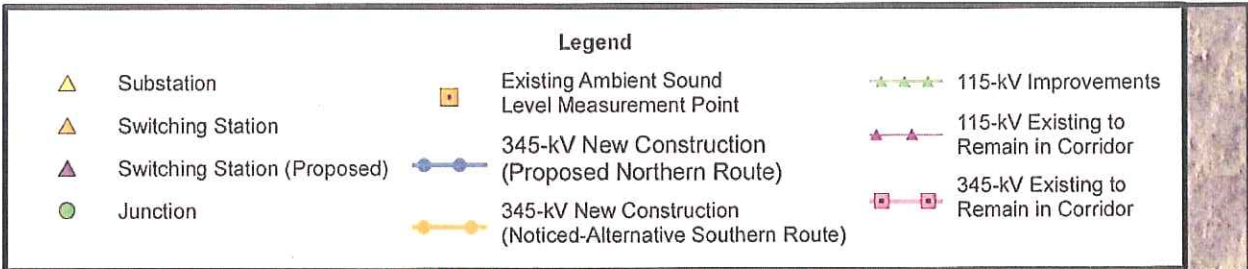 Legend
Substation
Switching Station
Switching Station (Proposed)
Junction
Existing Ambient Sound
Level Measurement Point
345-kV New Construction
(Proposed Northern Route)
345-kV New Construction
(Noticed-Alternative Southern Route)
115-kV Improvements
115-kV Existing to
Remain in Corridor
345-kV Existing to
Remain in Corridor